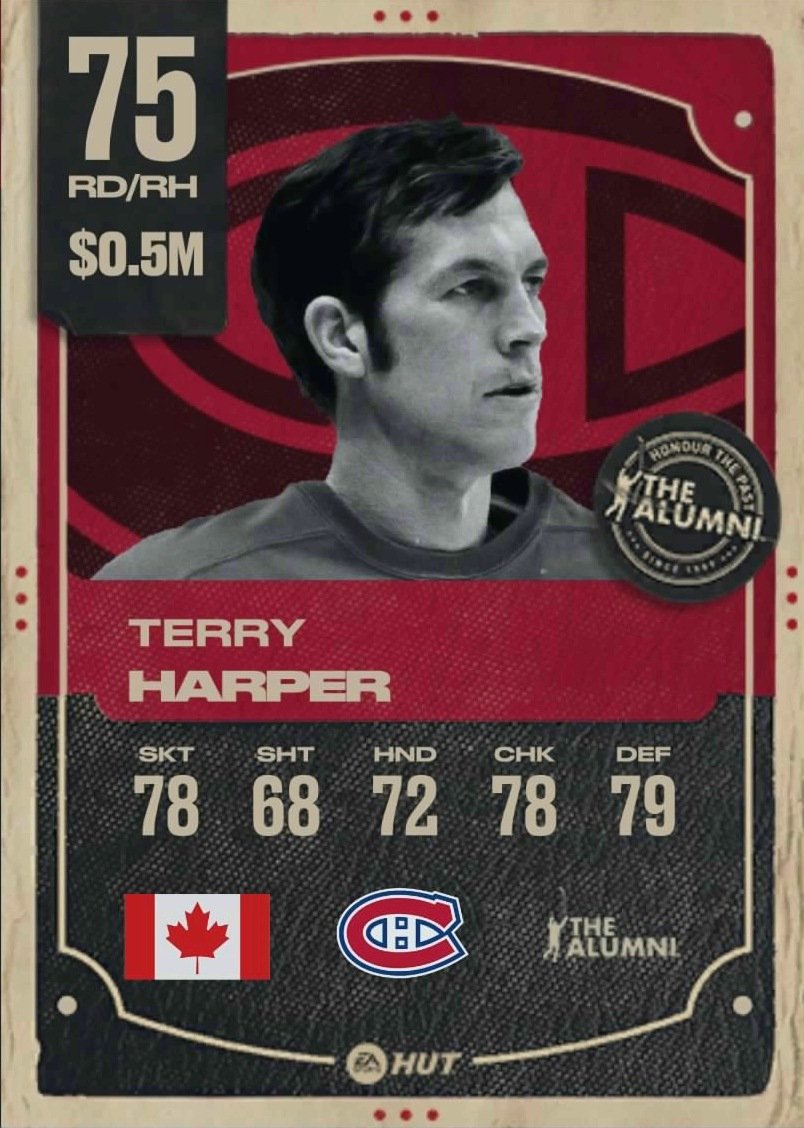 75
RD/RH
$0.5M
HONOUR THE PAST
THE
ALUMNI
TERRY
HARPER
SKT SHT HND CHK DEF
78 68 72 78 79
THE
ALUMNI
EA
HUT